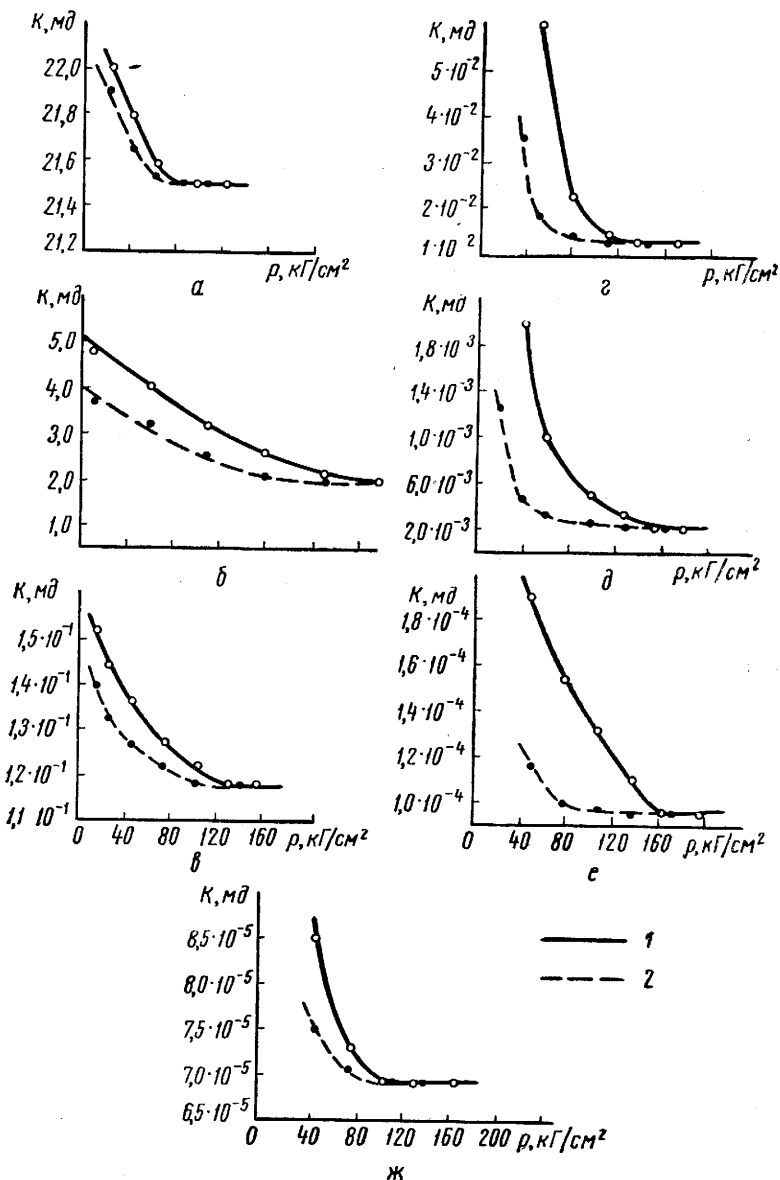 К, мд
22,0
21,8
21,6
21,4
21,2
р, кГ/см²
а
К, мд
5·10⁻²
4·10⁻²
3·10⁻²
2·10⁻²
1·10 2
р, кГ/см²
г
К, мд
5,0
4,0
3,0
2,0
1,0
б
К, мд
1,8·10 3
1,4·10⁻³
1,0·10⁻³
6,0·10⁻³
2,0·10⁻³
р, кГ/см²
д
К, мд
1,5·10⁻¹
1,4·10⁻¹
1,3·10⁻¹
1,2·10⁻¹
1,1 10⁻¹
40 80 120 160 р, кГ/см²
в
К, мд
1,8·10⁻⁴
1,6·10⁻⁴
1,4·10⁻⁴
1,2·10⁻⁴
1,0·10⁻⁴
0 40 80 120 160 р, кГ/см²
е
К, мд
8,5·10⁻⁵
8,0·10⁻⁵
7,5·10⁻⁵
7,0·10⁻⁵
6,5·10⁻⁵
0 40 80 120 160 200 р, кГ/см²
ж
1
2